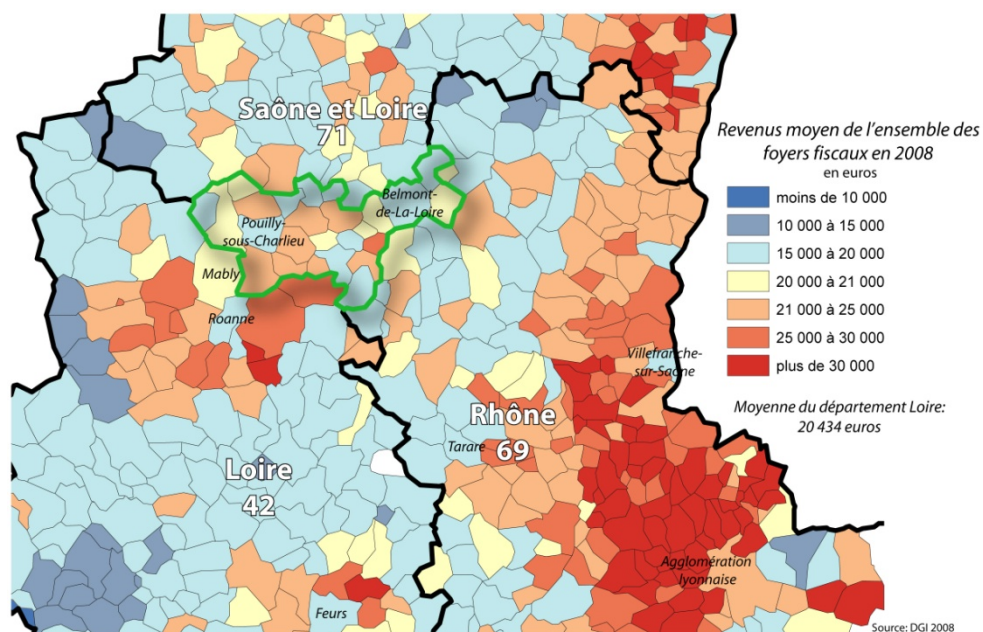 Saône et Loire
71
Belmont-
de-La-Loire
Pouilly-
sous-Charlieu
Mably
Roanne
Villefranche-
sur-Saône
Rhône
69
Tarare
Loire
42
Agglomération
lyonnaise
Feurs
Revenus moyen de l'ensemble des
foyers fiscaux en 2008
en euros
moins de 10 000
10 000 à 15 000
15 000 à 20 000
20 000 à 21 000
21 000 à 25 000
25 000 à 30 000
plus de 30 000
Moyenne du département Loire:
20 434 euros
Source: DGI 2008